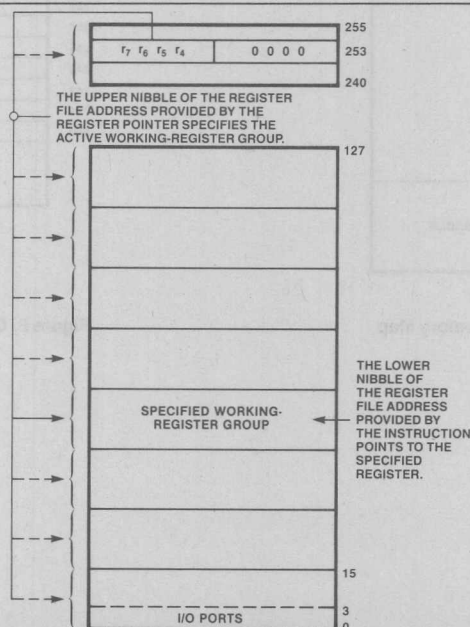 255
r7 r6 r5 r4 0 0 0 0 253
240
THE UPPER NIBBLE OF THE REGISTER
FILE ADDRESS PROVIDED BY THE
REGISTER POINTER SPECIFIES THE
ACTIVE WORKING-REGISTER GROUP.
127
SPECIFIED WORKING-
REGISTER GROUP
THE LOWER
NIBBLE OF
THE REGISTER
FILE ADDRESS
PROVIDED BY
THE INSTRUCTION
POINTS TO THE
SPECIFIED
REGISTER.
15
3
I/O PORTS
0